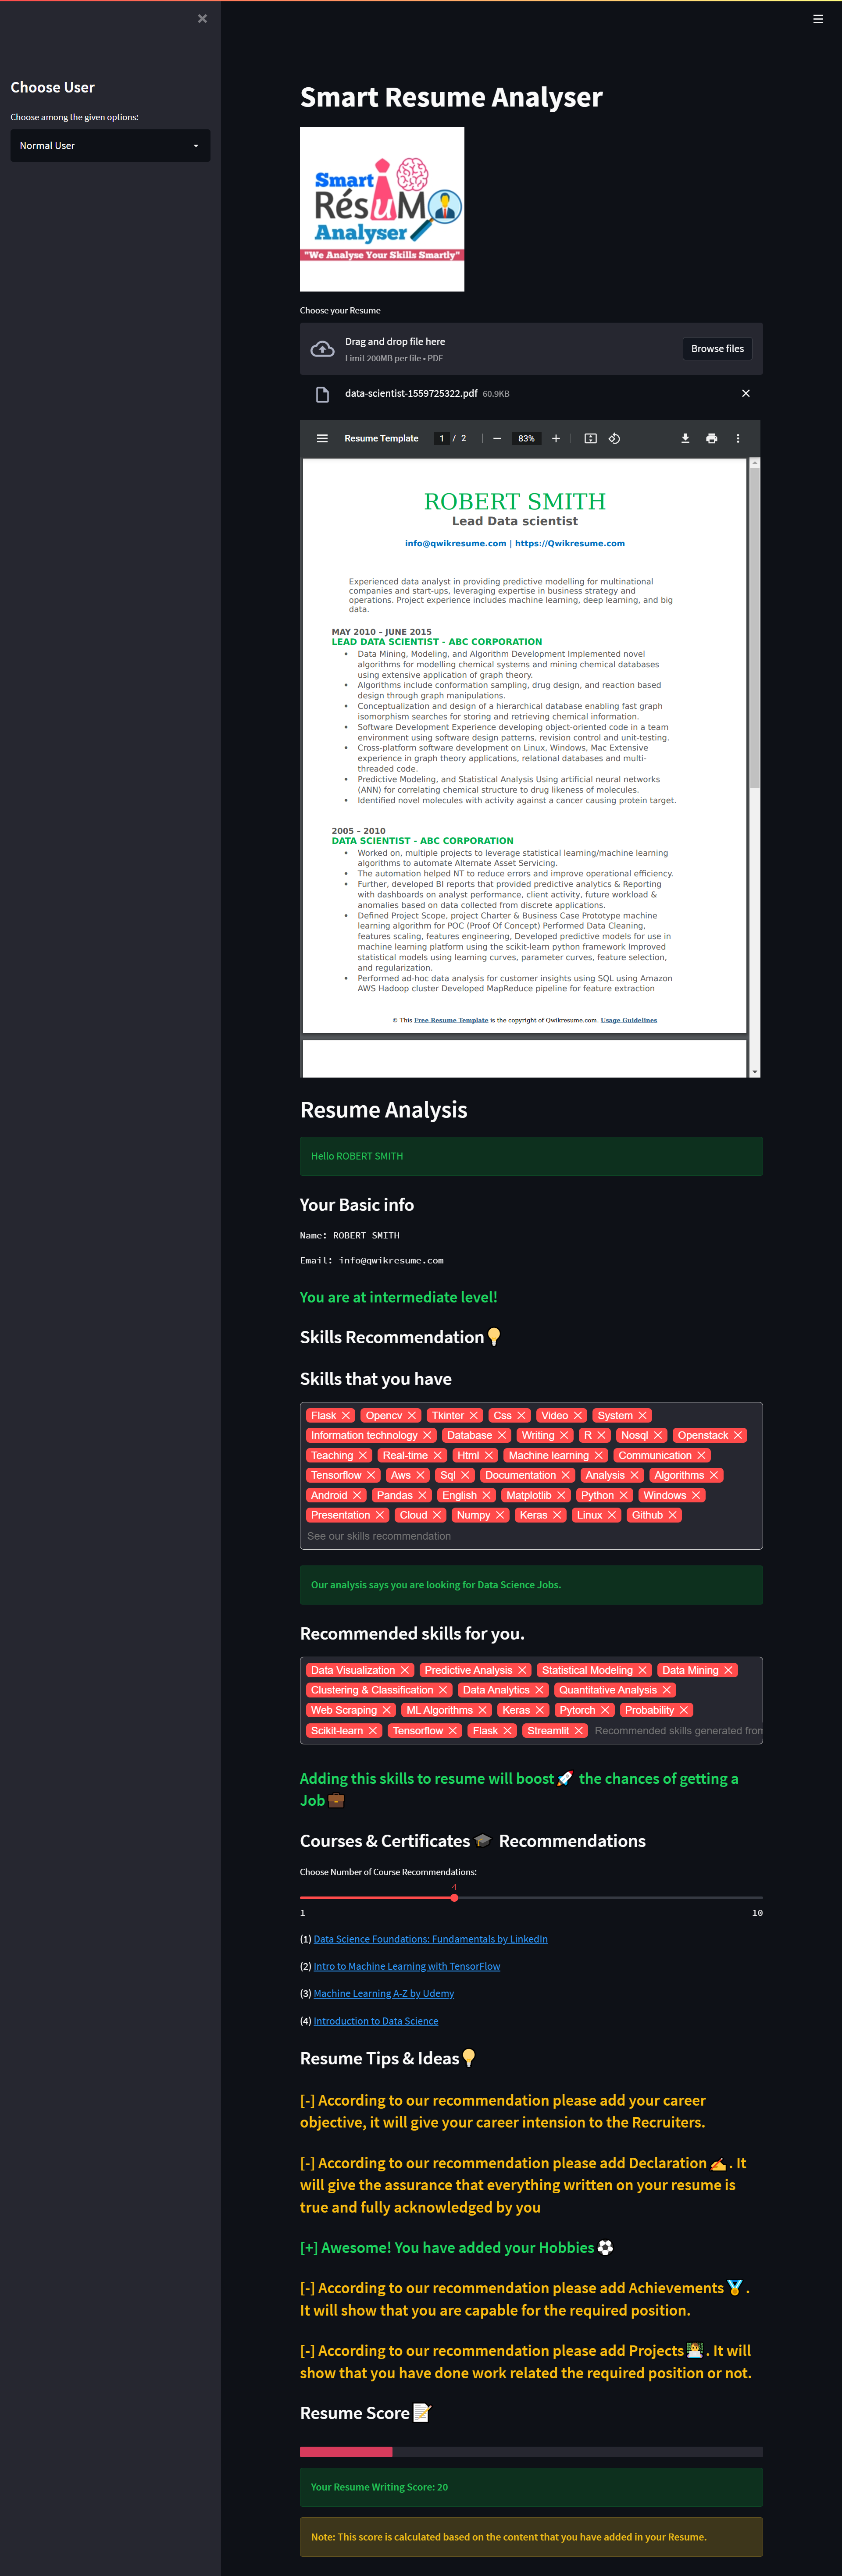 Choose User
Choose among the given options:
Normal User
Smart Resume Analyser
Smart
RésuM
Analyser
"We Analyse Your Skills Smartly"
Choose your Resume
Drag and drop file here
Limit 200MB per file • PDF
Browse files
data-scientist-1559725322.pdf 60.9KB
Resume Template 1 / 2 83%
ROBERT SMITH
Lead Data scientist
info@qwikresume.com | https://Qwikresume.com
Experienced data analyst in providing predictive modelling for multinational
companies and start-ups, leveraging expertise in business strategy and
operations. Project experience includes machine learning, deep learning, and big
data.
MAY 2010 – JUNE 2015
LEAD DATA SCIENTIST - ABC CORPORATION
• Data Mining, Modeling, and Algorithm Development Implemented novel
algorithms for modelling chemical systems and mining chemical databases
using extensive application of graph theory.
• Algorithms include conformation sampling, drug design, and reaction based
design through graph manipulations.
• Conceptualization and design of a hierarchical database enabling fast graph
isomorphism searches for storing and retrieving chemical information.
• Software Development Experience developing object-oriented code in a team
environment using software design patterns, revision control and unit-testing.
• Cross-platform software development on Linux, Windows, Mac Extensive
experience in graph theory applications, relational databases and multi-
threaded code.
• Predictive Modeling, and Statistical Analysis Using artificial neural networks
(ANN) for correlating chemical structure to drug likeness of molecules.
• Identified novel molecules with activity against a cancer causing protein target.
2005 – 2010
DATA SCIENTIST - ABC CORPORATION
• Worked on, multiple projects to leverage statistical learning/machine learning
algorithms to automate Alternate Asset Servicing.
• The automation helped NT to reduce errors and improve operational efficiency.
• Further, developed BI reports that provided predictive analytics & Reporting
with dashboards on analyst performance, client activity, future workload &
anomalies based on data collected from discrete applications.
• Defined Project Scope, project Charter & Business Case Prototype machine
learning algorithm for POC (Proof Of Concept) Performed Data Cleaning,
features scaling, features engineering, Developed predictive models for use in
machine learning platform using the scikit-learn python framework Improved
statistical models using learning curves, parameter curves, feature selection,
and regularization.
• Performed ad-hoc data analysis for customer insights using SQL using Amazon
AWS Hadoop cluster Developed MapReduce pipeline for feature extraction
© This Free Resume Template is the copyright of Qwikresume.com. Usage Guidelines
Resume Analysis
Hello ROBERT SMITH
Your Basic info
Name: ROBERT SMITH
Email: info@qwikresume.com
You are at intermediate level!
Skills Recommendation💡
Skills that you have
Flask Opencv Tkinter Css Video System
Information technology Database Writing R Nosql Openstack
Teaching Real-time Html Machine learning Communication
Tensorflow Aws Sql Documentation Analysis Algorithms
Android Pandas English Matplotlib Python Windows
Presentation Cloud Numpy Keras Linux Github
See our skills recommendation
Our analysis says you are looking for Data Science Jobs.
Recommended skills for you.
Data Visualization Predictive Analysis Statistical Modeling Data Mining
Clustering & Classification Data Analytics Quantitative Analysis
Web Scraping ML Algorithms Keras Pytorch Probability
Scikit-learn Tensorflow Flask Streamlit Recommended skills generated from
Adding this skills to resume will boost🚀 the chances of getting a
Job💼
Courses & Certificates🎓 Recommendations
Choose Number of Course Recommendations:
4
1 10
(1) Data Science Foundations: Fundamentals by LinkedIn
(2) Intro to Machine Learning with TensorFlow
(3) Machine Learning A-Z by Udemy
(4) Introduction to Data Science
Resume Tips & Ideas💡
[-] According to our recommendation please add your career
objective, it will give your career intension to the Recruiters.
[-] According to our recommendation please add Declaration✍. It
will give the assurance that everything written on your resume is
true and fully acknowledged by you
[+] Awesome! You have added your Hobbies⚽
[-] According to our recommendation please add Achievements🏅.
It will show that you are capable for the required position.
[-] According to our recommendation please add Projects👨‍💻. It will
show that you have done work related the required position or not.
Resume Score📝
Your Resume Writing Score: 20
Note: This score is calculated based on the content that you have added in your Resume.